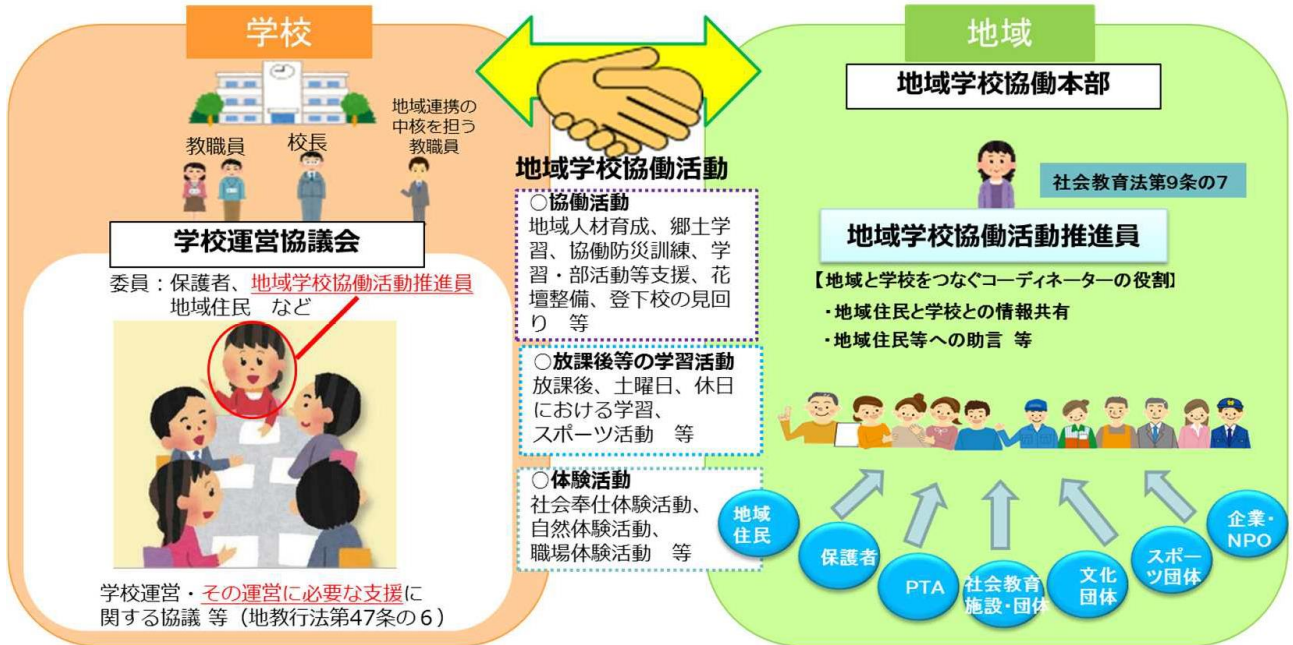 学校
地域連携の
中核を担う
教職員
教職員
校長
学校運営協議会
委員：保護者、地域学校協働活動推進員
地域住民　など
学校運営・その運営に必要な支援に
関する協議 等（地教行法第47条の６）
地域学校協働活動
○協働活動
地域人材育成、郷土学
習、協働防災訓練、学
習・部活動等支援、花
壇整備、登下校の見回
り　等
○放課後等の学習活動
放課後、土曜日、休日
における学習、
スポーツ活動　等
○体験活動
社会奉仕体験活動、
自然体験活動、
職場体験活動　等
地域
地域学校協働本部
社会教育法第9条の7
地域学校協働活動推進員
【地域と学校をつなぐコーディネーターの役割】
・地域住民と学校との情報共有
・地域住民等への助言 等
地域
住民
保護者
PTA
社会教育
施設・団体
文化
団体
スポー
ツ団体
企業・
NPO